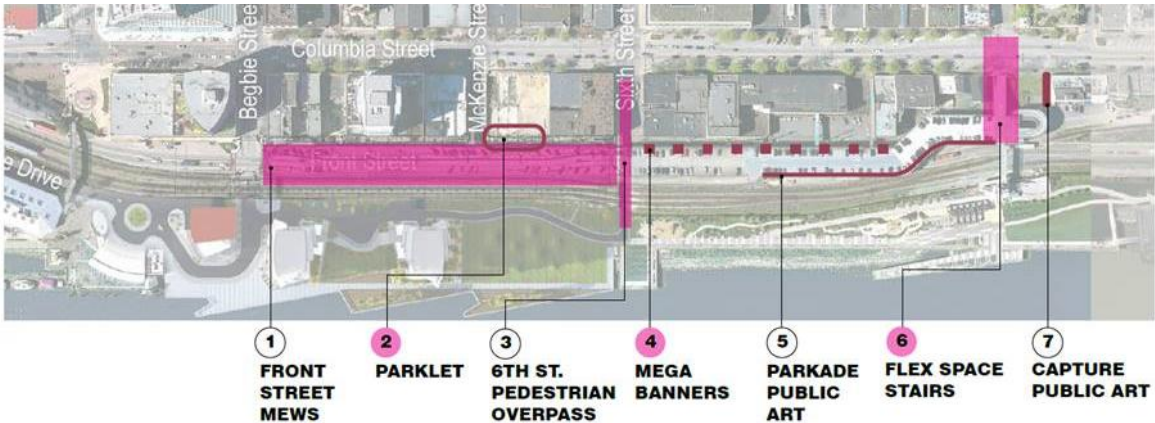 Begbie Street
Columbia Street
McKenzie Stree
Sixth Street
Front Street
e Drive
1
FRONT
STREET
MEWS
2
PARKLET
3
6TH ST.
PEDESTRIAN
OVERPASS
4
MEGA
BANNERS
5
PARKADE
PUBLIC
ART
6
FLEX SPACE
STAIRS
7
CAPTURE
PUBLIC ART